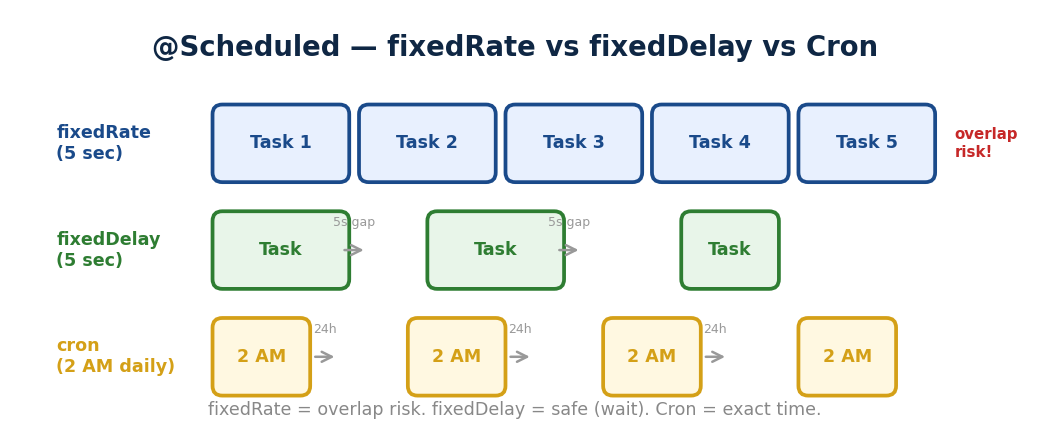 @Scheduled — fixedRate vs fixedDelay vs Cron
fixedRate
(5 sec)
Task 1
Task 2
Task 3
Task 4
Task 5
overlap
risk!
fixedDelay
(5 sec)
Task
5s gap
Task
5s gap
Task
cron
(2 AM daily)
2 AM
24h
2 AM
24h
2 AM
24h
2 AM
fixedRate = overlap risk. fixedDelay = safe (wait). Cron = exact time.